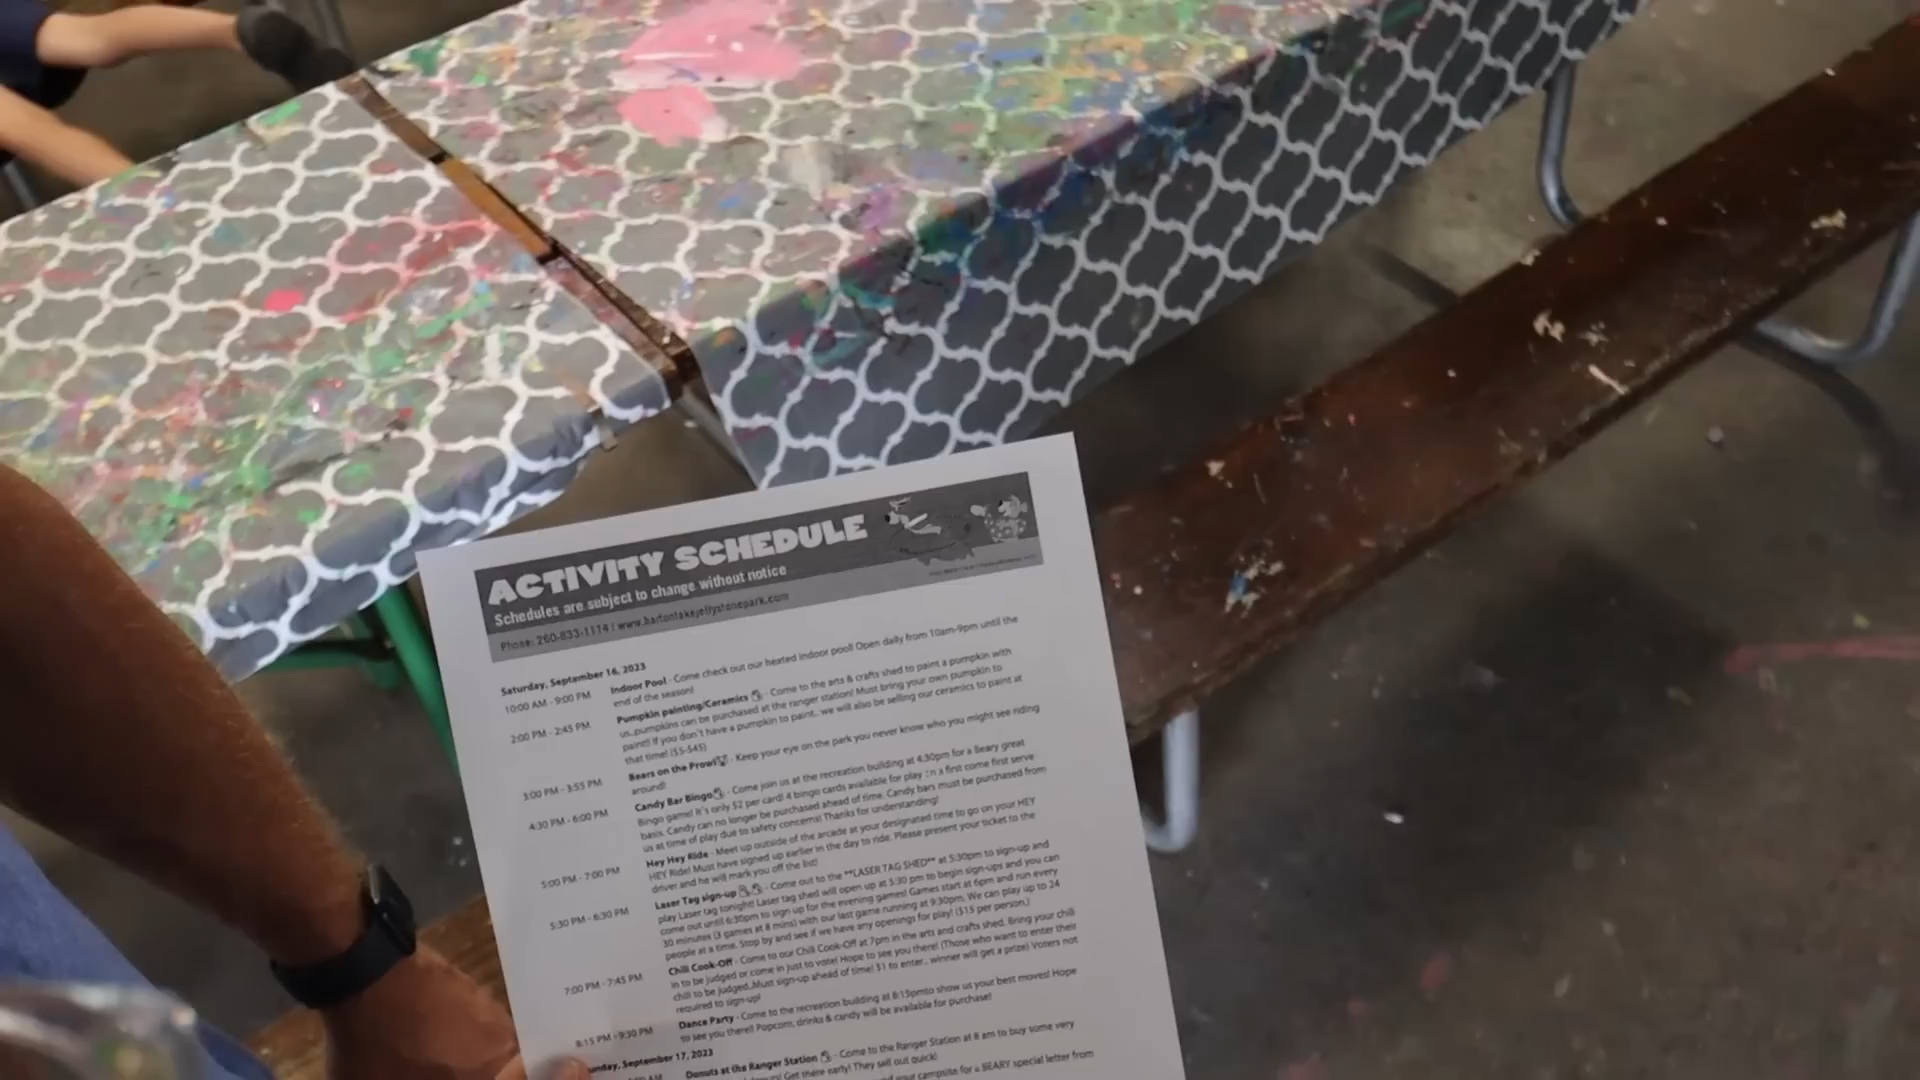 ACTIVITY SCHEDULE
Schedules are subject to change without notice
Phone: 260-833-1114 | www.bartonlakejellystonepark.com
Saturday, September 16, 2023
10:00 AM - 9:00 PM Indoor Pool - Come check out our heated indoor pool! Open daily from 10am-9pm until the
end of the season!
2:00 PM - 2:45 PM Pumpkin painting/Ceramics - Come to the arts & crafts shed to paint a pumpkin with
us..pumpkins can be purchased at the ranger station! Must bring your own pumpkin to
paint!! If you don't have a pumpkin to paint.. we will also be selling our ceramics to paint at
that time! ($5-$45)
3:00 PM - 3:55 PM Bears on the Prowl - Keep your eye on the park you never know who you might see riding
around!
4:30 PM - 6:00 PM Candy Bar Bingo - Come join us at the recreation building at 4:30pm for a Beary great
Bingo game! It's only $2 per card! 4 bingo cards available for play on a first come first serve
basis. Candy can no longer be purchased ahead of time. Candy bars must be purchased from
us at time of play due to safety concerns! Thanks for understanding!
5:00 PM - 7:00 PM Hey Hey Ride - Meet up outside of the arcade at your designated time to go on your HEY
HEY Ride! Must have signed up earlier in the day to ride. Please present your ticket to the
driver and he will mark you off the list!
5:30 PM - 6:30 PM Laser Tag sign-up - Come out to the **LASER TAG SHED** at 5:30pm to sign-up and
play Laser tag tonight! Laser tag shed will open up at 5:30 pm to begin sign-ups and you can
come out until 6:30pm to sign up for the evening games! Games start at 6pm and run every
30 minutes (3 games at 8 mins) with our last game running at 9:30pm. We can play up to 24
people at a time. Stop by and see if we have any openings for play! ($15 per person.)
7:00 PM - 7:45 PM Chili Cook-Off - Come to our Chili Cook-Off at 7pm in the arts and crafts shed. Bring your chili
in to be judged or come in just to vote! Hope to see you there! (Those who want to enter their
chili to be judged..Must sign-up ahead of time! $1 to enter.. winner will get a prize) Voters not
required to sign-up!
8:15 PM - 9:30 PM Dance Party - Come to the recreation building at 8:15pmto show us your best moves! Hope
to see you there!! Popcorn, drinks & candy will be available for purchase!
September 17, 2023
AM Donuts at the Ranger Station - Come to the Ranger Station at 8 am to buy some very
Get there early! They sell out quick!
your campsite for a BEARY special letter from